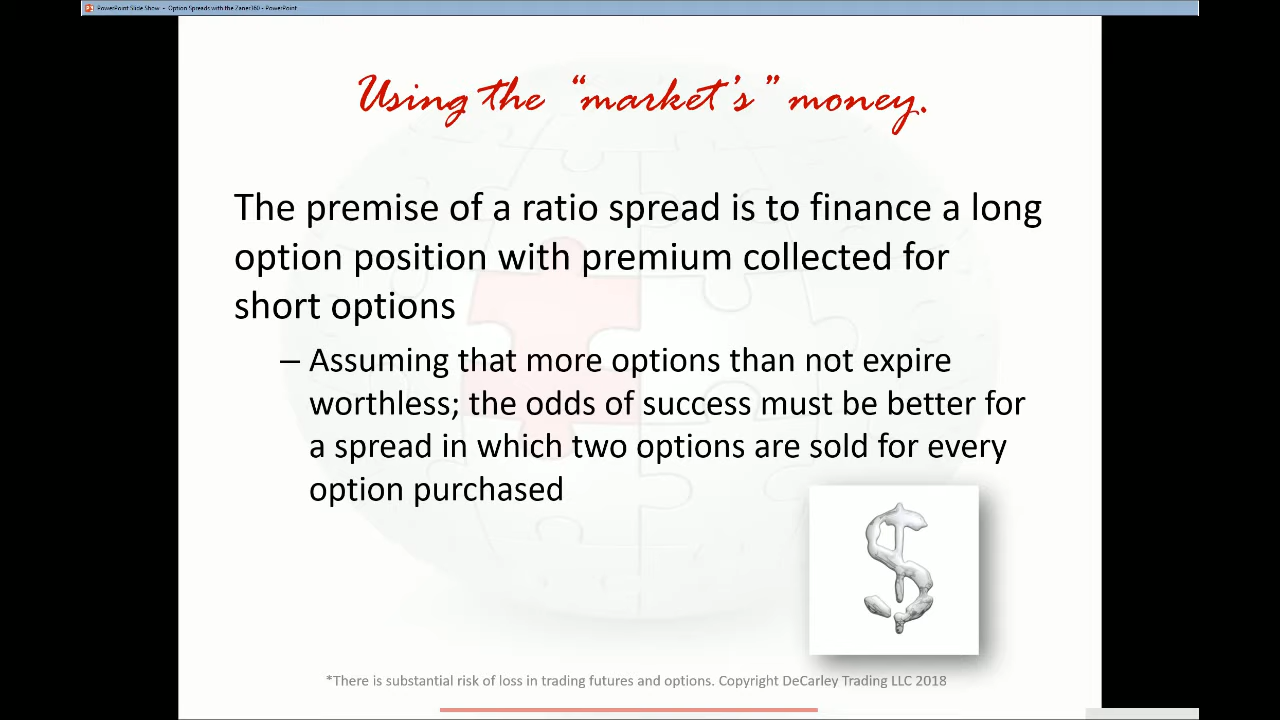 PowerPoint Slide Show - Option Spreads with the Zaner360 - PowerPoint
Using the “market’s” money.
The premise of a ratio spread is to finance a long
option position with premium collected for
short options
– Assuming that more options than not expire
worthless; the odds of success must be better for
a spread in which two options are sold for every
option purchased
*There is substantial risk of loss in trading futures and options. Copyright DeCarley Trading LLC 2018